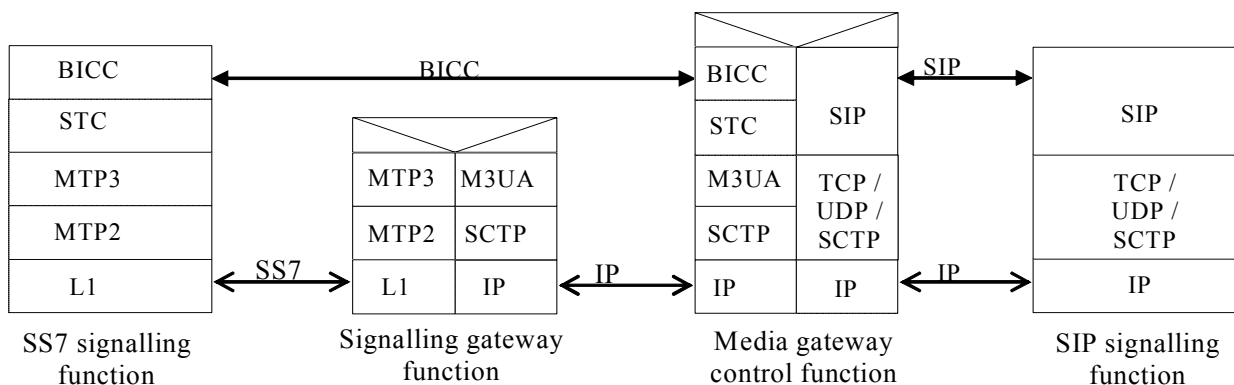 BICC
STC
MTP3
MTP2
L1
SS7 signalling
function
BICC
SS7
MTP3
M3UA
MTP2
SCTP
L1
IP
Signalling gateway
function
IP
BICC
STC
SIP
M3UA
SCTP
TCP /
UDP /
SCTP
IP
IP
Media gateway
control function
SIP
IP
SIP
TCP /
UDP /
SCTP
IP
SIP signalling
function